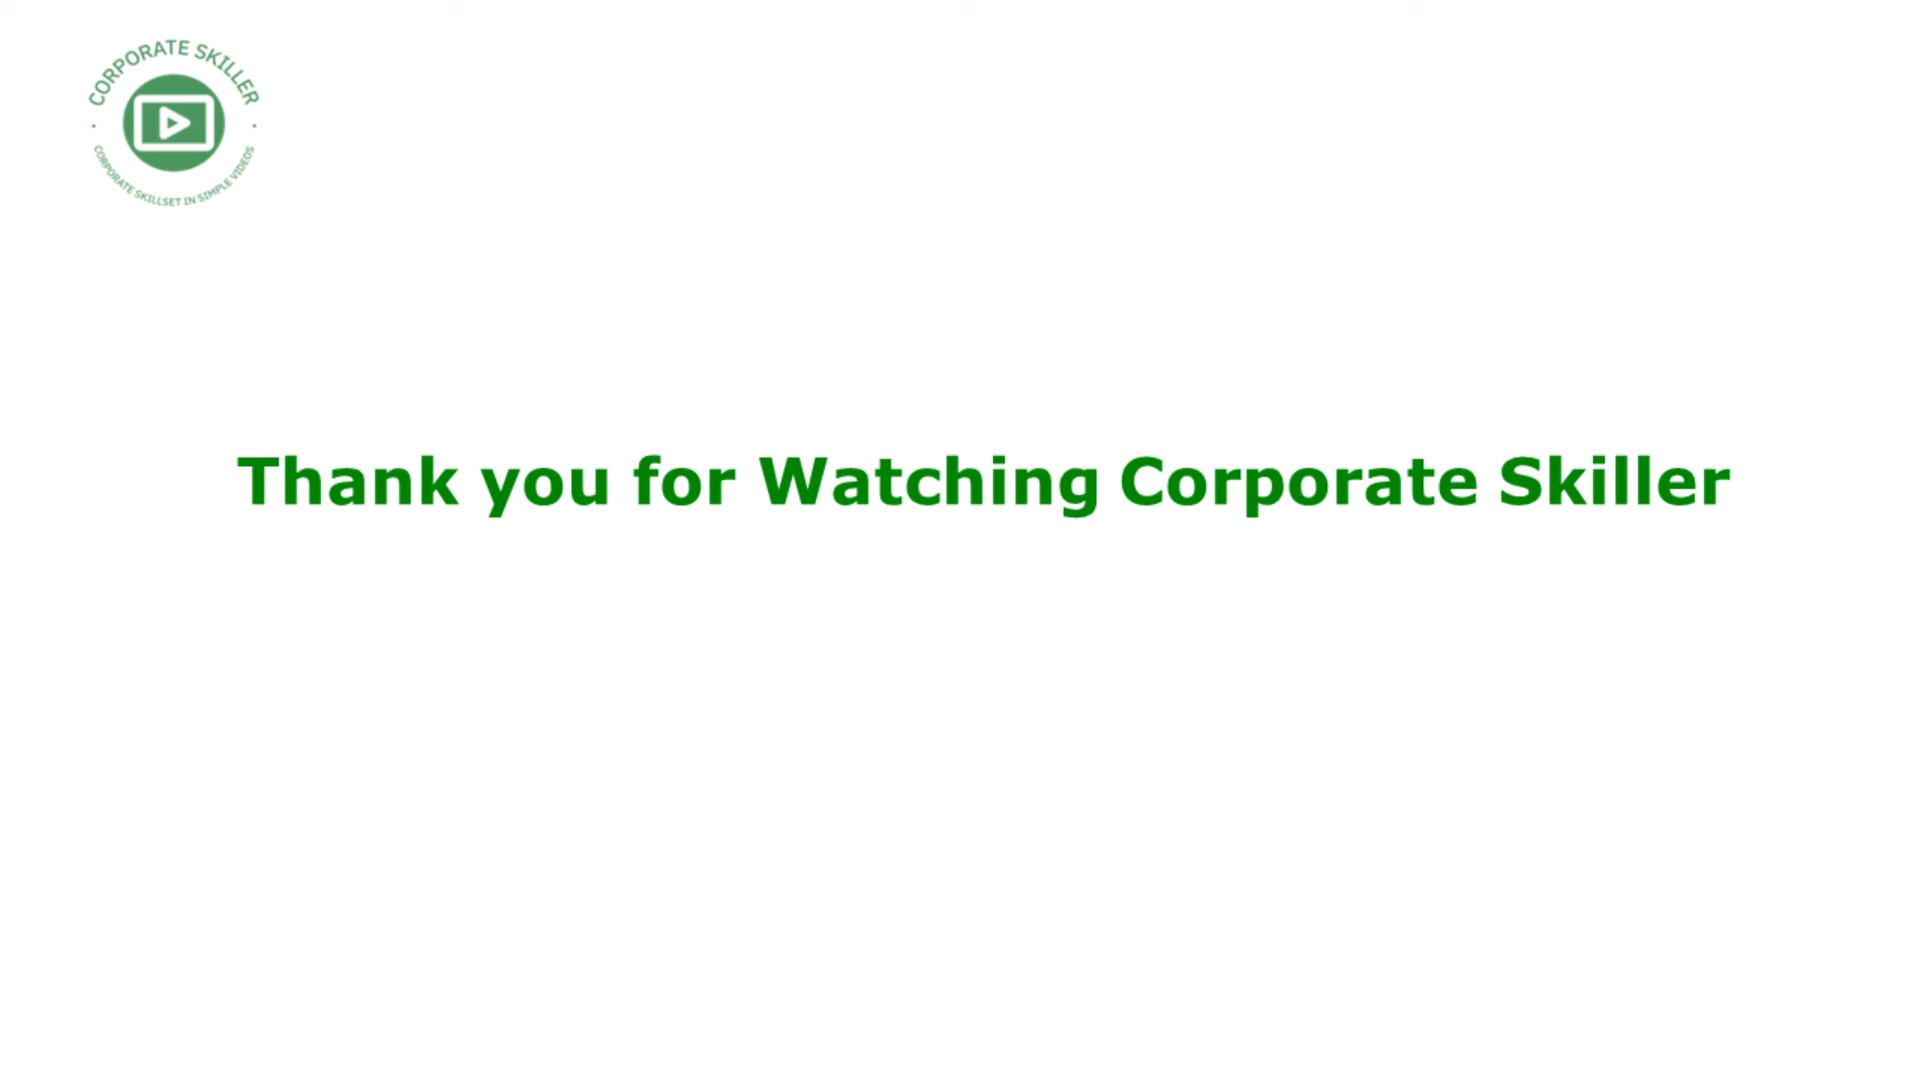 CORPORATE SKILLER
CORPORATE SKILLSET IN SIMPLE VIDEOS
Thank you for Watching Corporate Skiller